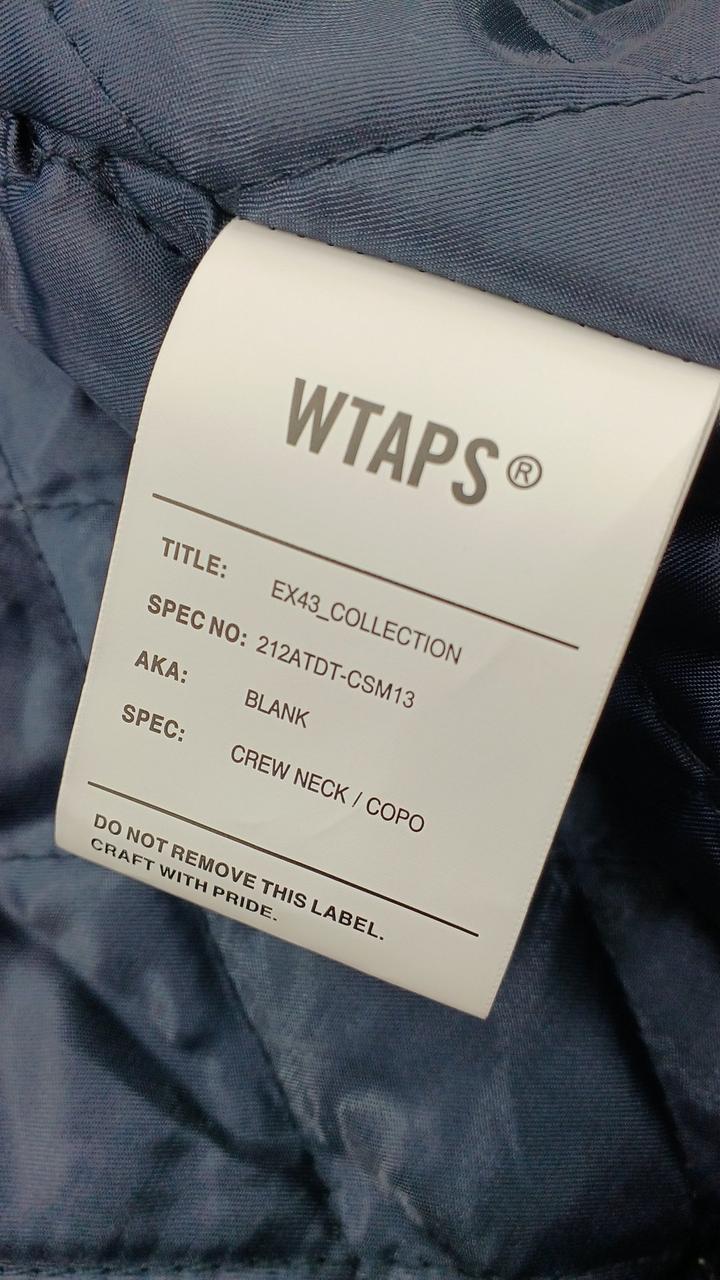 WTAPS®
TITLE: EX43_COLLECTION
SPEC NO: 212ATDT-CSM13
AKA: BLANK
SPEC: CREW NECK / COPO
DO NOT REMOVE THIS LABEL.
CRAFT WITH PRIDE.